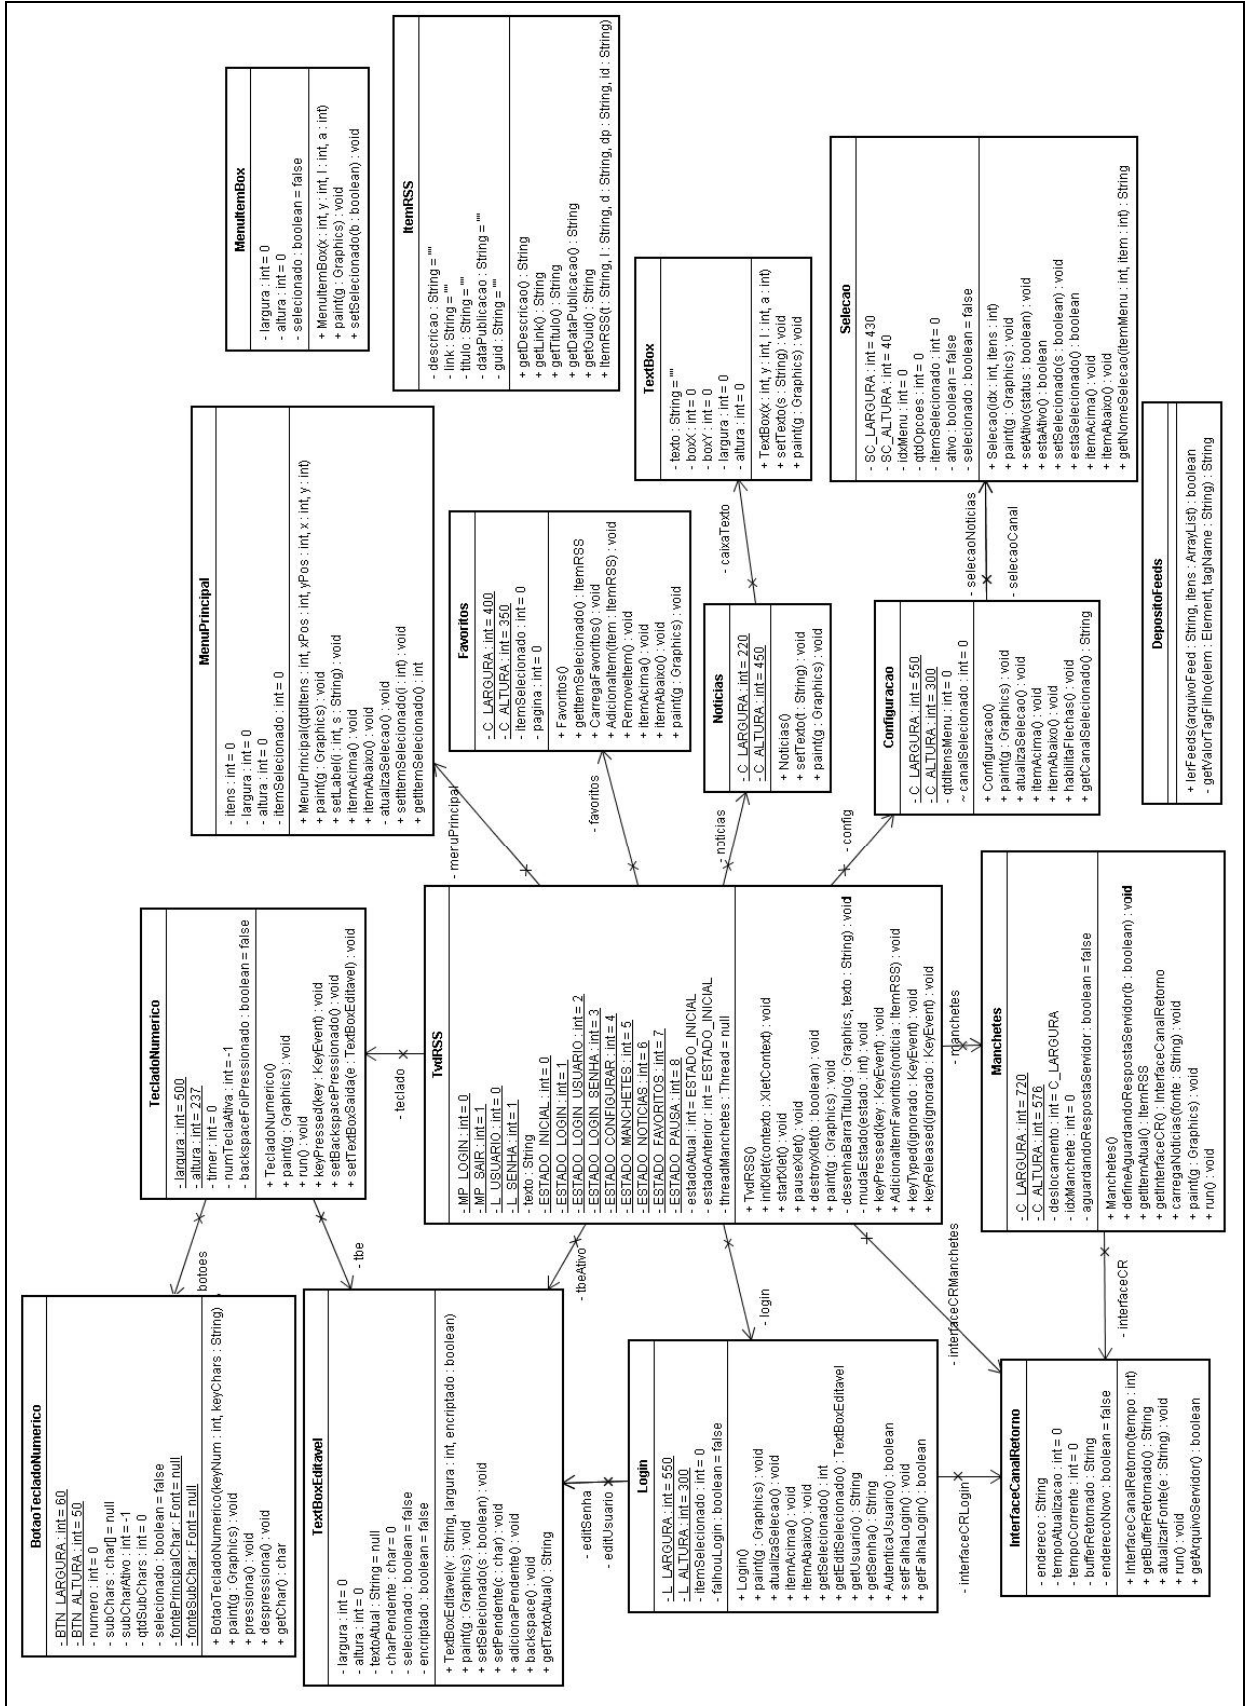 BotaoTecladoNumerico
- BTN_LARGURA : int = 60
- BTN_ALTURA : int = 50
- numero : int = 0
- subChars : char[] = null
- subCharAtivo : int = -1
- qtdSubChars : int = 0
- selecionado : boolean = false
- fontePrincipalChar : Font = null
- fonteSubChar : Font = null
+ BotaoTecladoNumerico(keyNum : int, keyChars : String)
+ paint(g : Graphics) : void
+ pressiona() : void
+ despressiona() : void
+ getChar() : char
- botoes
TecladoNumerico
- largura : int = 500
- altura : int = 237
- timer : int = 0
- numTeclaAtiva : int = -1
- backspaceFoiPressionado : boolean = false
+ TecladoNumerico()
+ paint(g : Graphics) : void
+ run() : void
+ keyPressed(key : KeyEvent) : void
+ setBackspacePressionado() : void
+ setTextBoxSaida(e : TextBoxEditavel) : void
- tbe
- teclado
MenuPrincipal
- itens : int = 0
- largura : int = 0
- altura : int = 0
- itemSelecionado : int = 0
+ MenuPrincipal(qtdItens : int, xPos : int, yPos : int, x : int, y : int)
+ paint(g : Graphics) : void
+ setLabel(i : int, s : String) : void
+ itemAcima() : void
+ itemAbaixo() : void
- atualizaSelecao() : void
+ setItemSelecionado(i : int) : void
+ getItemSelecionado() : int
- menuPrincipal
MenuItemBox
- largura : int = 0
- altura : int = 0
- selecionado : boolean = false
+ MenuItemBox(x : int, y : int, l : int, a : int)
+ paint(g : Graphics) : void
+ setSelecionado(b : boolean) : void
TextBoxEditavel
- largura : int = 0
- altura : int = 0
- textoAtual : String = null
- charPendente : char = 0
- selecionado : boolean = false
- encriptado : boolean = false
+ TextBoxEditavel(v : String, largura : int, encriptado : boolean)
+ paint(g : Graphics) : void
+ setSelecionado(s : boolean) : void
+ setPendente(c : char) : void
+ adicionaPendente() : void
+ backspace() : void
+ getTextoAtual() : String
- tbeAtivo
TvdRSS
- MP_LOGIN : int = 0
- MP_SAIR : int = 1
- L_USUARIO : int = 0
- L_SENHA : int = 1
- texto : String
- ESTADO_INICIAL : int = 0
- ESTADO_LOGIN : int = 1
- ESTADO_LOGIN_USUARIO : int = 2
- ESTADO_LOGIN_SENHA : int = 3
- ESTADO_CONFIGURAR : int = 4
- ESTADO_MANCHETES : int = 5
- ESTADO_NOTICIAS : int = 6
- ESTADO_FAVORITOS : int = 7
- ESTADO_PAUSA : int = 8
- estadoAtual : int = ESTADO_INICIAL
- estadoAnterior : int = ESTADO_INICIAL
- threadManchetes : Thread = null
+ TvdRSS()
+ initXlet(contexto : XletContext) : void
+ startXlet() : void
+ pauseXlet() : void
+ destroyXlet(b : boolean) : void
+ paint(g : Graphics) : void
- desenhaBarraTitulo(g : Graphics, texto : String) : void
- mudaEstado(estado : int) : void
+ keyPressed(key : KeyEvent) : void
+ AdicionaItemFavoritos(noticia : ItemRSS) : void
+ keyTyped(ignorado : KeyEvent) : void
+ keyReleased(ignorado : KeyEvent) : void
Favoritos
- C_LARGURA : int = 400
- C_ALTURA : int = 350
- itemSelecionado : int = 0
- pagina : int = 0
+ Favoritos()
+ getItemSelecionado() : ItemRSS
+ CarregaFavoritos() : void
+ AdicionaItem(item : ItemRSS) : void
+ RemoveItem() : void
+ itemAcima() : void
+ itemAbaixo() : void
+ paint(g : Graphics) : void
- favoritos
ItemRSS
- descricao : String = ""
- link : String = ""
- titulo : String = ""
- dataPublicacao : String = ""
- guid : String = ""
+ getDescricao() : String
+ getLink() : String
+ getTitulo() : String
+ getDataPublicacao() : String
+ getGuid() : String
+ itemRSS(t : String, l : String, d : String, dp : String, id : String)
- editSenha
- editUsuario
Login
- L_LARGURA : int = 550
- L_ALTURA : int = 300
- itemSelecionado : int = 0
- falhouLogin : boolean = false
+ Login()
+ paint(g : Graphics) : void
+ atualizaSelecao() : void
+ itemAcima() : void
+ itemAbaixo() : void
+ getSelecionado() : int
+ getEditSelecionado() : TextBoxEditavel
+ getUsuario() : String
+ getSenha() : String
+ AutenticaUsuario() : boolean
+ setFalhaLogin() : void
+ getFalhaLogin() : boolean
- login
- interfaceCRManchetes
- noticias
Noticias
- C_LARGURA : int = 220
- C_ALTURA : int = 450
+ Noticias()
+ setTexto(t : String) : void
+ paint(g : Graphics) : void
- caixaTexto
TextBox
- texto : String = ""
- boxX : int = 0
- boxY : int = 0
- largura : int = 0
- altura : int = 0
+ TextBox(x : int, y : int, l : int, a : int)
+ setTexto(s : String) : void
+ paint(g : Graphics) : void
- config
Configuracao
- C_LARGURA : int = 550
- C_ALTURA : int = 300
- qtdItensMenu : int = 0
~ canalSelecionado : int = 0
+ Configuracao()
+ paint(g : Graphics) : void
+ atualizaSelecao() : void
+ itemAcima() : void
+ itemAbaixo() : void
+ habilitaFlechas() : void
+ getCanalSelecionado() : String
- selecaoNoticias
- selecaoCanal
Selecao
- SC_LARGURA : int = 430
- SC_ALTURA : int = 40
- idxMenu : int = 0
- qtdOpcoes : int = 0
- itemSelecionado : int = 0
- ativo : boolean = false
- selecionado : boolean = false
+ Selecao(idx : int, itens : int)
+ paint(g : Graphics) : void
+ setAtivo(status : boolean) : void
+ estaAtivo() : boolean
+ setSelecionado(s : boolean) : void
+ estaSelecionado() : boolean
+ itemAcima() : void
+ itemAbaixo() : void
+ getNomeSelecao(itemMenu : int, item : int) : String
- interfaceCRLogin
InterfaceCanalRetorno
- endereco : String
- tempoAtualizacao : int = 0
- tempoCorrente : int = 0
- bufferRetornado : String
- enderecoNovo : boolean = false
+ InterfaceCanalRetorno(tempo : int)
+ getBufferRetornado() : String
+ atualizarFonte(e : String) : void
+ run() : void
+ getArquivoServidor() : boolean
- interfaceCR
- manchetes
Manchetes
- C_LARGURA : int = 720
- C_ALTURA : int = 576
- deslocamento : int = C_LARGURA
- idxManchete : int = 0
- aguardandoRespostaServidor : boolean = false
+ Manchetes()
+ defineAguardandoRespostaServidor(b : boolean) : void
+ getItemAtual() : ItemRSS
+ getInterfaceCR() : InterfaceCanalRetorno
+ carregaNoticias(fonte : String) : void
+ paint(g : Graphics) : void
+ run() : void
DepositoFeeds
+ lerFeeds(arquivoFeed : String, itens : ArrayList) : boolean
- getValorTagFilho(elem : Element, tagName : String) : String